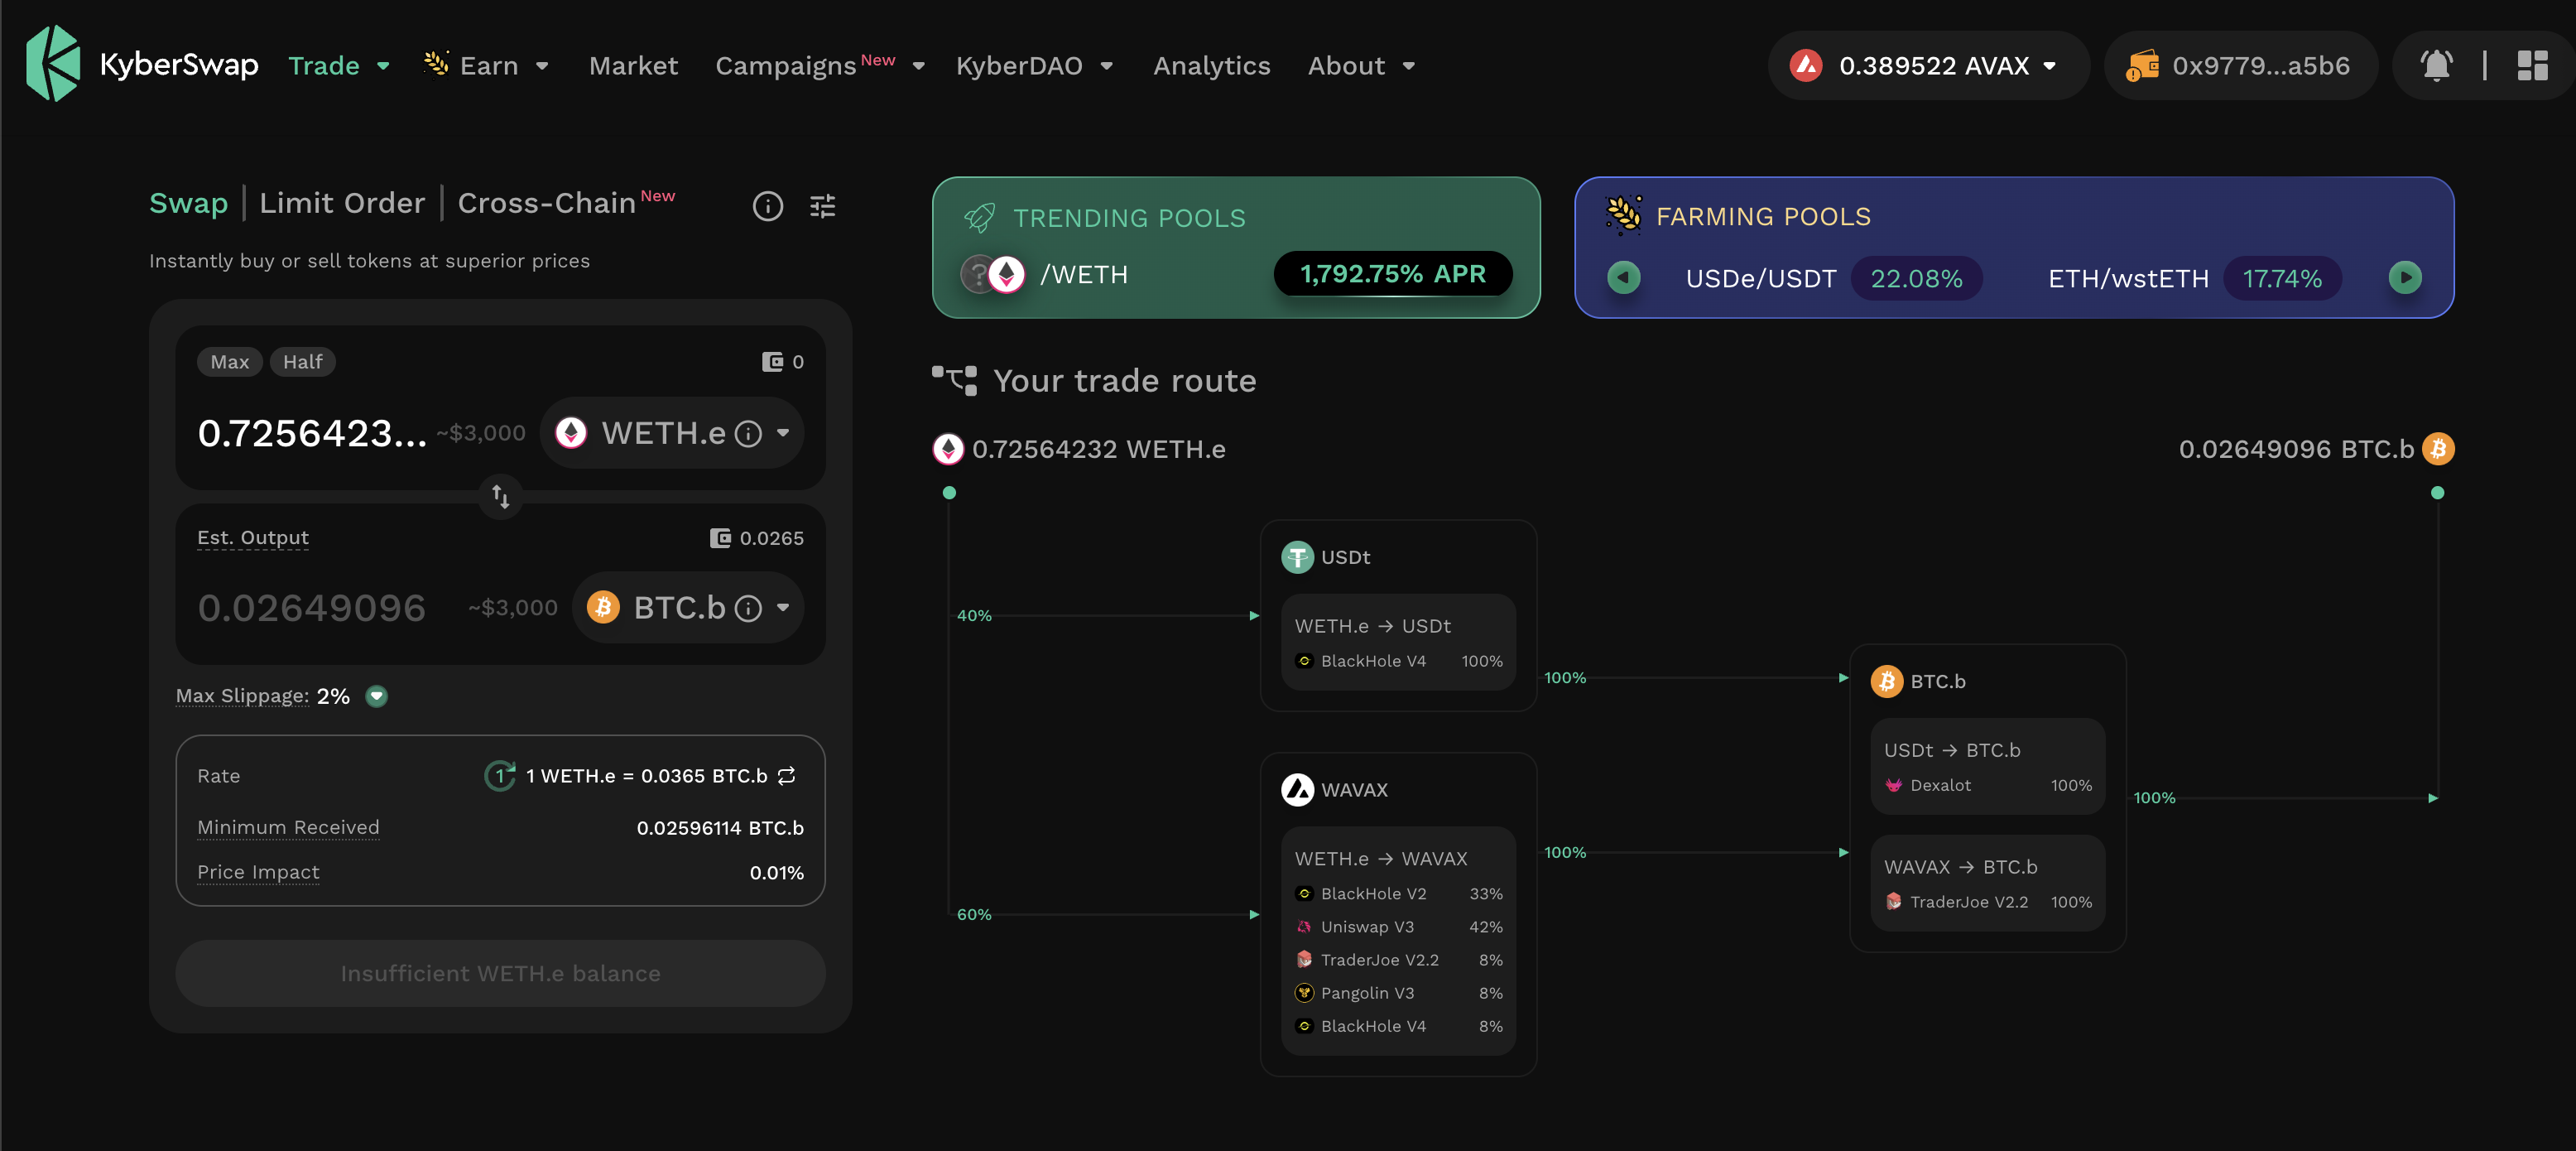 KyberSwap Trade Earn Market Campaigns New KyberDAO Analytics About 0.389522 AVAX 0x9779...a5b6
Swap | Limit Order | Cross-Chain New
Instantly buy or sell tokens at superior prices
Max Half 0
0.7256423... ~$3,000 WETH.e
Est. Output 0.0265
0.02649096 ~$3,000 BTC.b
Max Slippage: 2%
Rate 1 1 WETH.e = 0.0365 BTC.b
Minimum Received 0.02596114 BTC.b
Price Impact 0.01%
Insufficient WETH.e balance
TRENDING POOLS
? /WETH 1,792.75% APR
FARMING POOLS
USDe/USDT 22.08% ETH/wstETH 17.74%
Your trade route
0.72564232 WETH.e 0.02649096 BTC.b
40%
USDt
WETH.e → USDt
BlackHole V4 100%
100%
60%
WAVAX
WETH.e → WAVAX
BlackHole V2 33%
Uniswap V3 42%
TraderJoe V2.2 8%
Pangolin V3 8%
BlackHole V4 8%
100%
BTC.b
USDt → BTC.b
Dexalot 100%
WAVAX → BTC.b
TraderJoe V2.2 100%
100%